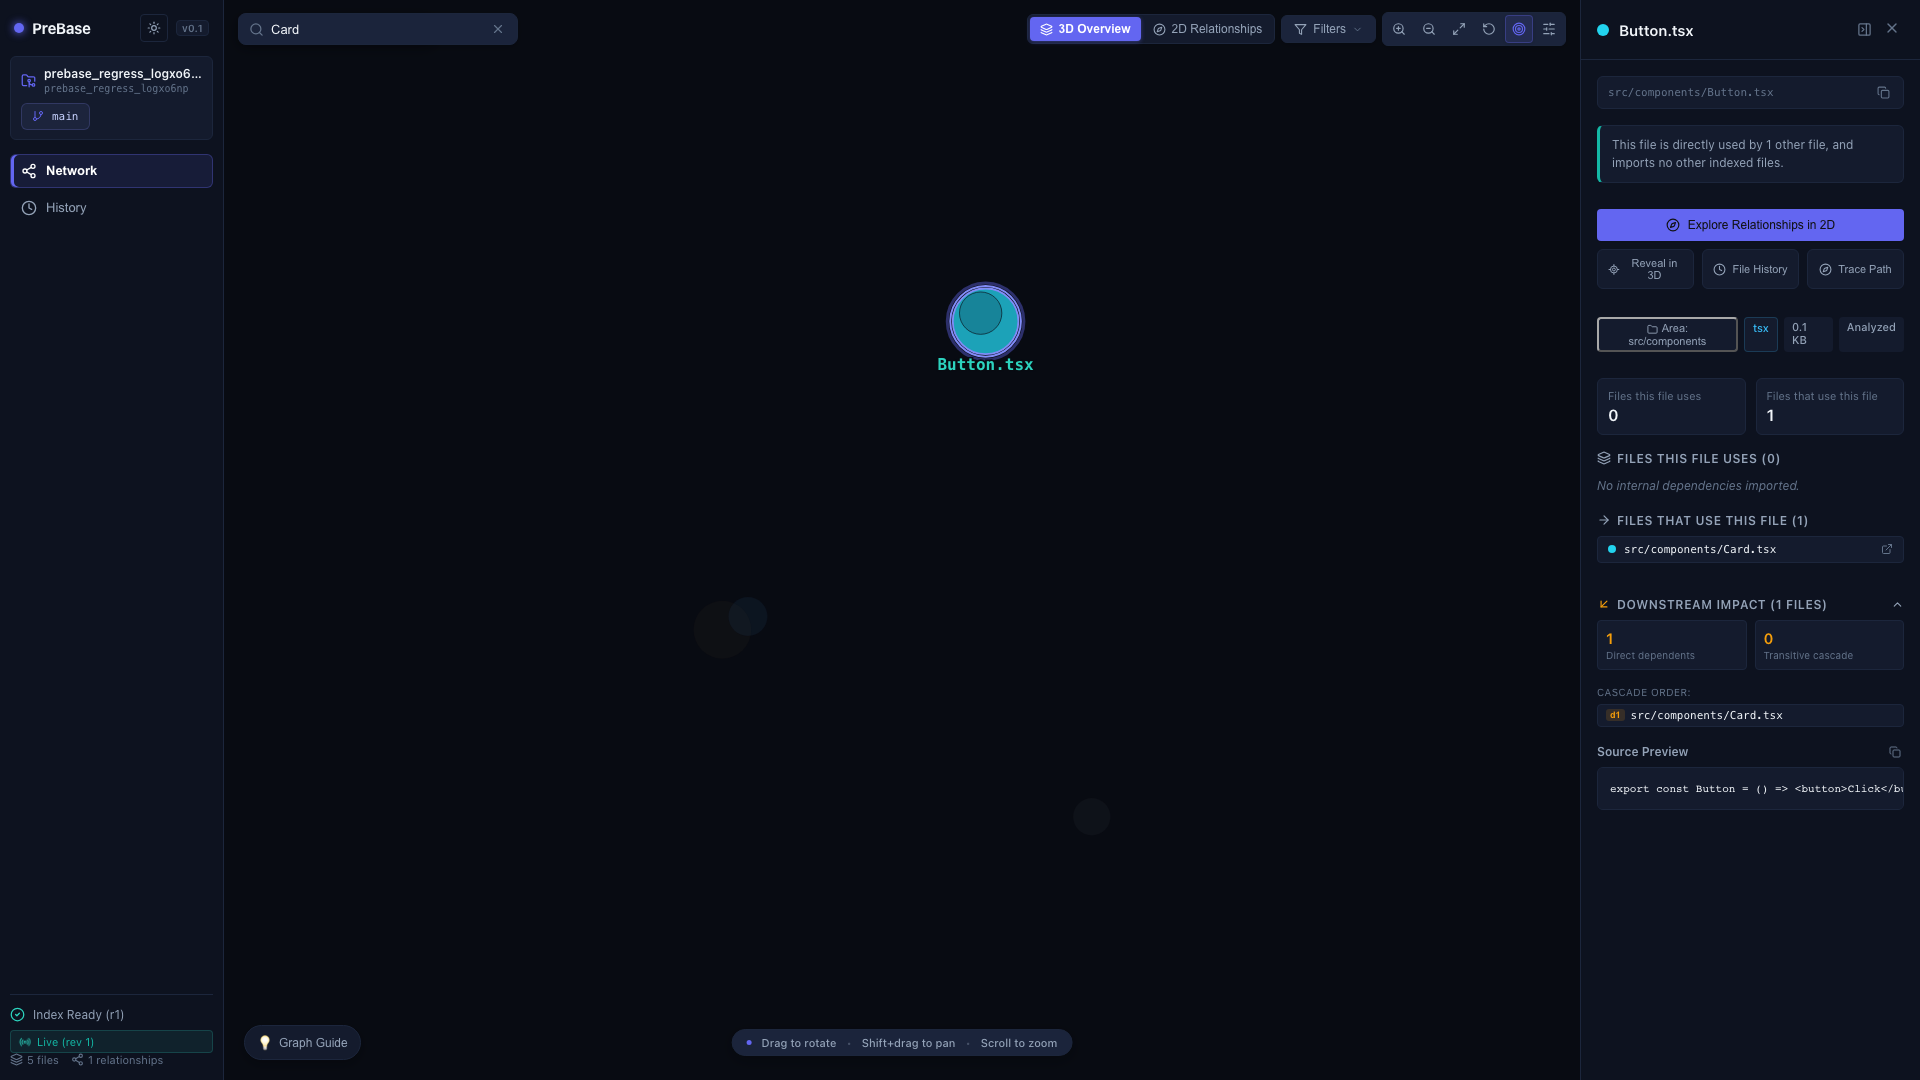 PreBase
v0.1
prebase_regress_logxo6...
prebase_regress_logxo6np
main
Network
History
Index Ready (r1)
Live (rev 1)
5 files
1 relationships
Card
3D Overview
2D Relationships
Filters
Button.tsx
Graph Guide
Drag to rotate · Shift+drag to pan · Scroll to zoom
Button.tsx
src/components/Button.tsx
This file is directly used by 1 other file, and
imports no other indexed files.
Explore Relationships in 2D
Reveal in
3D
File History
Trace Path
Area:
src/components
tsx
0.1
KB
Analyzed
Files this file uses
0
Files that use this file
1
FILES THIS FILE USES (0)
No internal dependencies imported.
FILES THAT USE THIS FILE (1)
src/components/Card.tsx
DOWNSTREAM IMPACT (1 FILES)
1
Direct dependents
0
Transitive cascade
CASCADE ORDER:
d1 src/components/Card.tsx
Source Preview
export const Button = () => <button>Click</bu